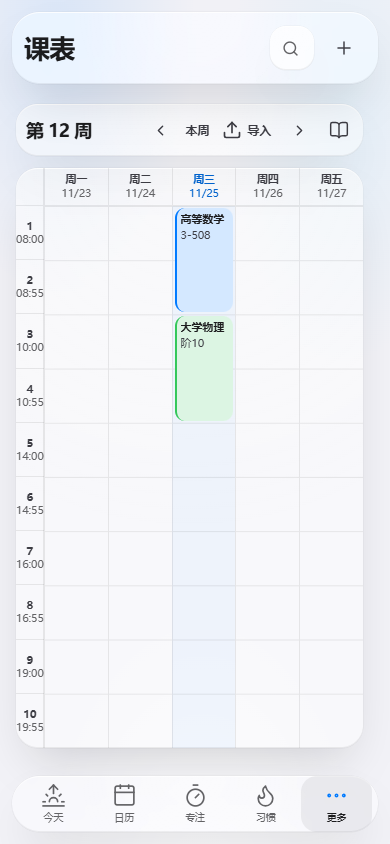 课表
第 12 周
本周
导入
周一
11/23
周二
11/24
周三
11/25
周四
11/26
周五
11/27
1
08:00
高等数学
3-508
2
08:55
3
10:00
大学物理
阶10
4
10:55
5
14:00
6
14:55
7
16:00
8
16:55
9
19:00
10
19:55
今天
日历
专注
习惯
更多